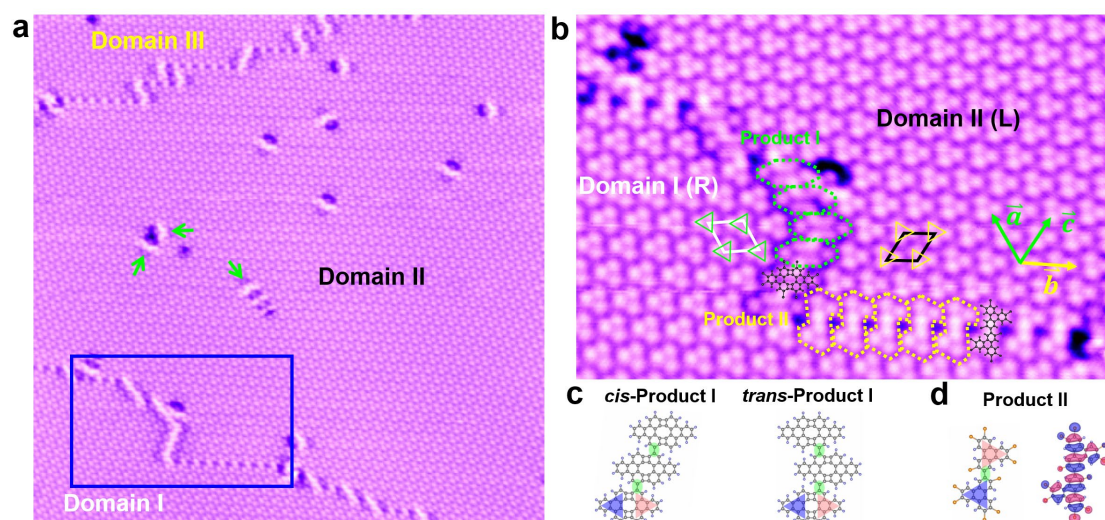 a
Domain III
Domain II
Domain I
b
Domain II (L)
Product I
Domain I (R)
a
c
b
Product II
c
cis-Product I
trans-Product I
d
Product II